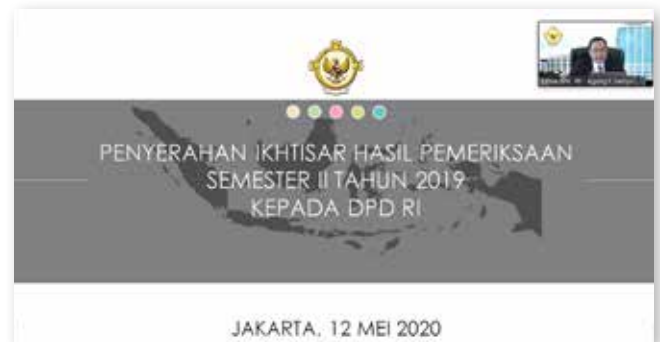 PENYERAHAN IKHTISAR HASIL PEMERIKSAAN
SEMESTER II TAHUN 2019
KEPADA DPD RI
JAKARTA, 12 MEI 2020